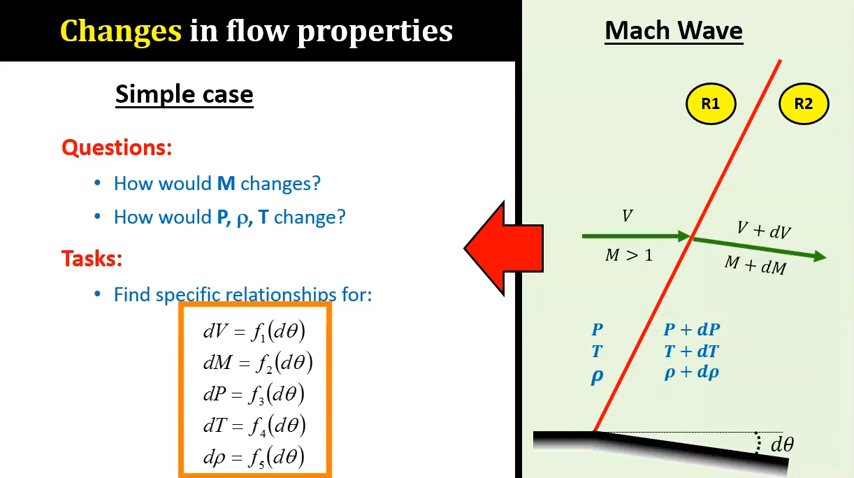 Changes in flow properties
Simple case
Questions:
• How would M changes?
• How would P, ρ, T change?
Tasks:
• Find specific relationships for:
dV = f₁(dθ)
dM = f₂(dθ)
dP = f₃(dθ)
dT = f₄(dθ)
dρ = f₅(dθ)
Mach Wave
R1 R2
V
M > 1
V + dV
M + dM
P P + dP
T T + dT
ρ ρ + dρ
dθ